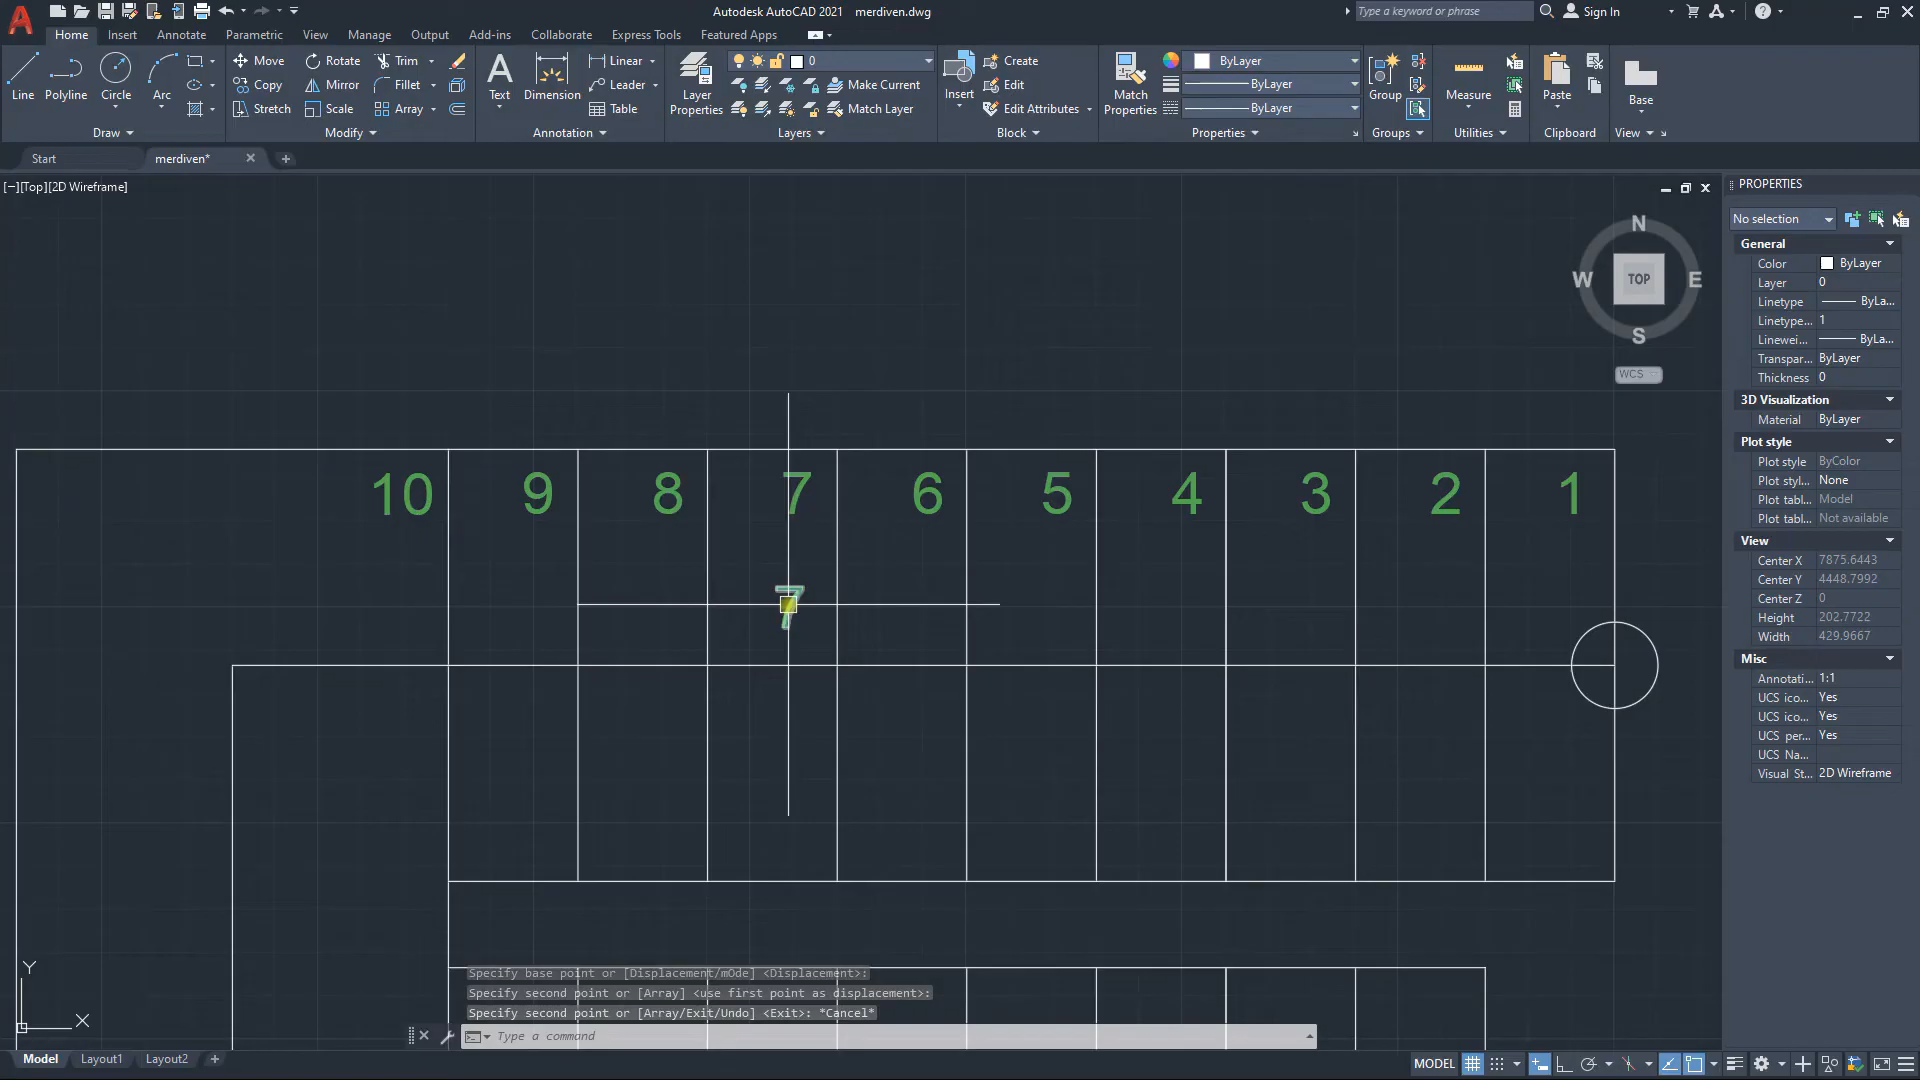 Autodesk AutoCAD 2021 merdiven.dwg
Type a keyword or phrase
Sign In
Home Insert Annotate Parametric View Manage Output Add-ins Collaborate Express Tools Featured Apps
Line Polyline Circle Arc
Draw
Move Rotate Trim
Copy Mirror Fillet
Stretch Scale Array
Modify
Text Dimension
Linear
Leader
Table
Annotation
Layer Properties
0
Make Current
Match Layer
Layers
Insert
Create
Edit
Edit Attributes
Block
Match Properties
ByLayer
ByLayer
ByLayer
Properties
Group
Groups
Measure
Utilities
Paste
Clipboard
Base
View
Start merdiven*
[−][Top][2D Wireframe]
N
W TOP E
S
WCS
PROPERTIES
No selection
General
Color ByLayer
Layer 0
Linetype ByLa...
Linetype... 1
Linewei... ByLa...
Transpar... ByLayer
Thickness 0
3D Visualization
Material ByLayer
Plot style
Plot style ByColor
Plot styl... None
Plot tabl... Model
Plot tabl... Not available
View
Center X 7875.6443
Center Y 4448.7992
Center Z 0
Height 202.7722
Width 429.9667
Misc
Annotati... 1:1
UCS ico... Yes
UCS ico... Yes
UCS per... Yes
UCS Na...
Visual St... 2D Wireframe
10 9 8 7 6 5 4 3 2 1
7
Y
X
Specify base point or [Displacement/mOde] <Displacement>:
Specify second point or [Array] <use first point as displacement>:
Specify second point or [Array/Exit/Undo] <Exit>: *Cancel*
Type a command
Model Layout1 Layout2
MODEL